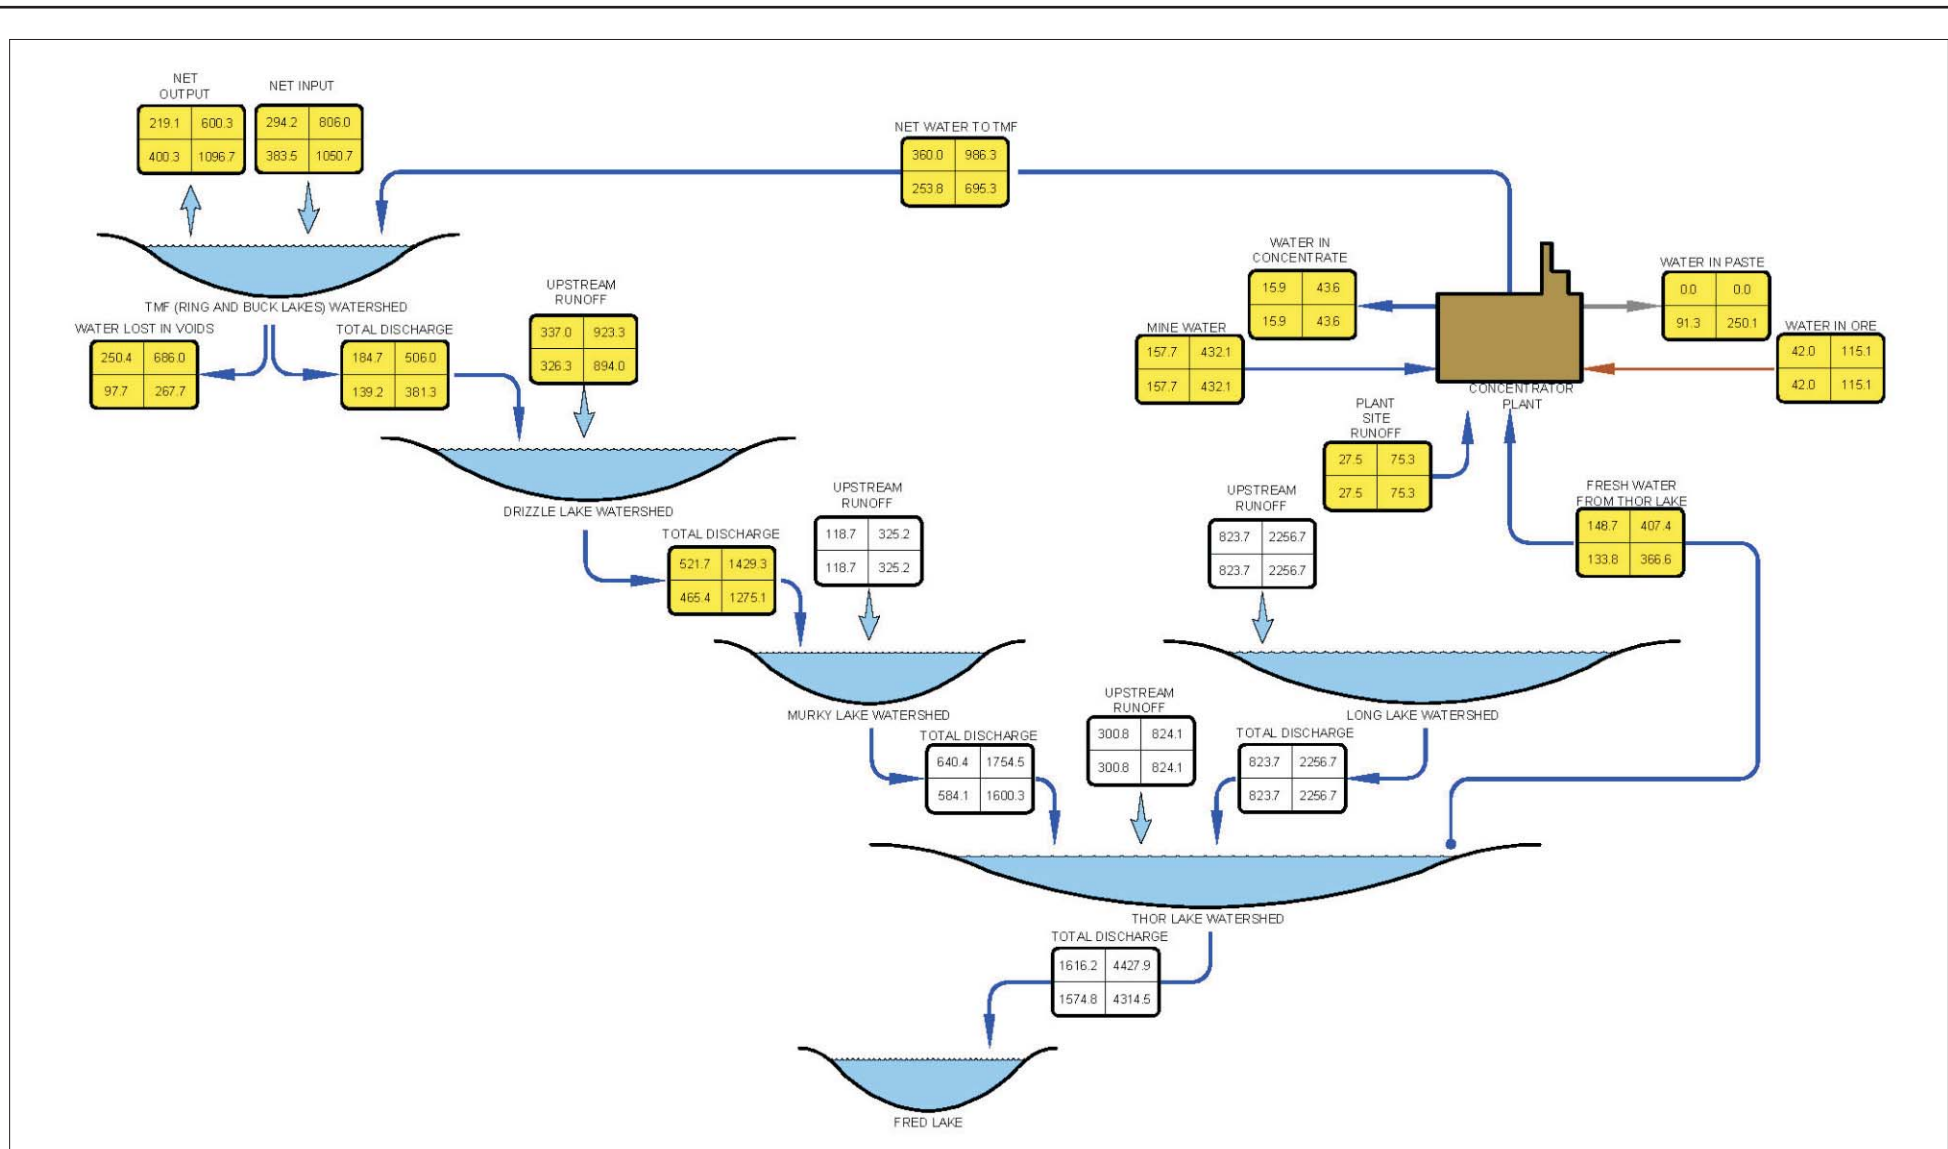 NET
OUTPUT
219.1 600.3
400.3 1096.7
NET INPUT
294.2 806.0
383.5 1050.7
NET WATER TO TMF
360.0 986.3
253.8 695.3
TMF (RING AND BUCK LAKES) WATERSHED
WATER LOST IN VOIDS
250.4 686.0
97.7 267.7
TOTAL DISCHARGE
184.7 506.0
139.2 381.3
UPSTREAM
RUNOFF
337.0 923.3
326.3 894.0
WATER IN
CONCENTRATE
15.9 43.6
15.9 43.6
WATER IN PASTE
0.0 0.0
91.3 250.1
MINE WATER
157.7 432.1
157.7 432.1
WATER IN ORE
42.0 115.1
42.0 115.1
CONCENTRATOR
PLANT
PLANT
SITE
RUNOFF
27.5 75.3
27.5 75.3
FRESH WATER
FROM THOR LAKE
148.7 407.4
133.8 366.6
DRIZZLE LAKE WATERSHED
TOTAL DISCHARGE
521.7 1429.3
465.4 1275.1
UPSTREAM
RUNOFF
118.7 325.2
118.7 325.2
UPSTREAM
RUNOFF
823.7 2256.7
823.7 2256.7
MURKY LAKE WATERSHED
LONG LAKE WATERSHED
TOTAL DISCHARGE
640.4 1754.5
584.1 1600.3
UPSTREAM
RUNOFF
300.8 824.1
300.8 824.1
TOTAL DISCHARGE
823.7 2256.7
823.7 2256.7
THOR LAKE WATERSHED
TOTAL DISCHARGE
1616.2 4427.9
1574.8 4314.5
FRED LAKE